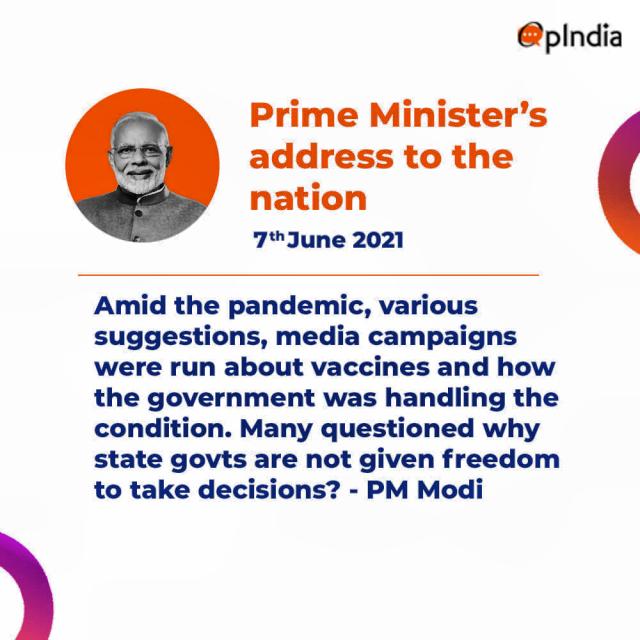 OpIndia
Prime Minister's
address to the
nation
7th June 2021
Amid the pandemic, various
suggestions, media campaigns
were run about vaccines and how
the government was handling the
condition. Many questioned why
state govts are not given freedom
to take decisions? - PM Modi